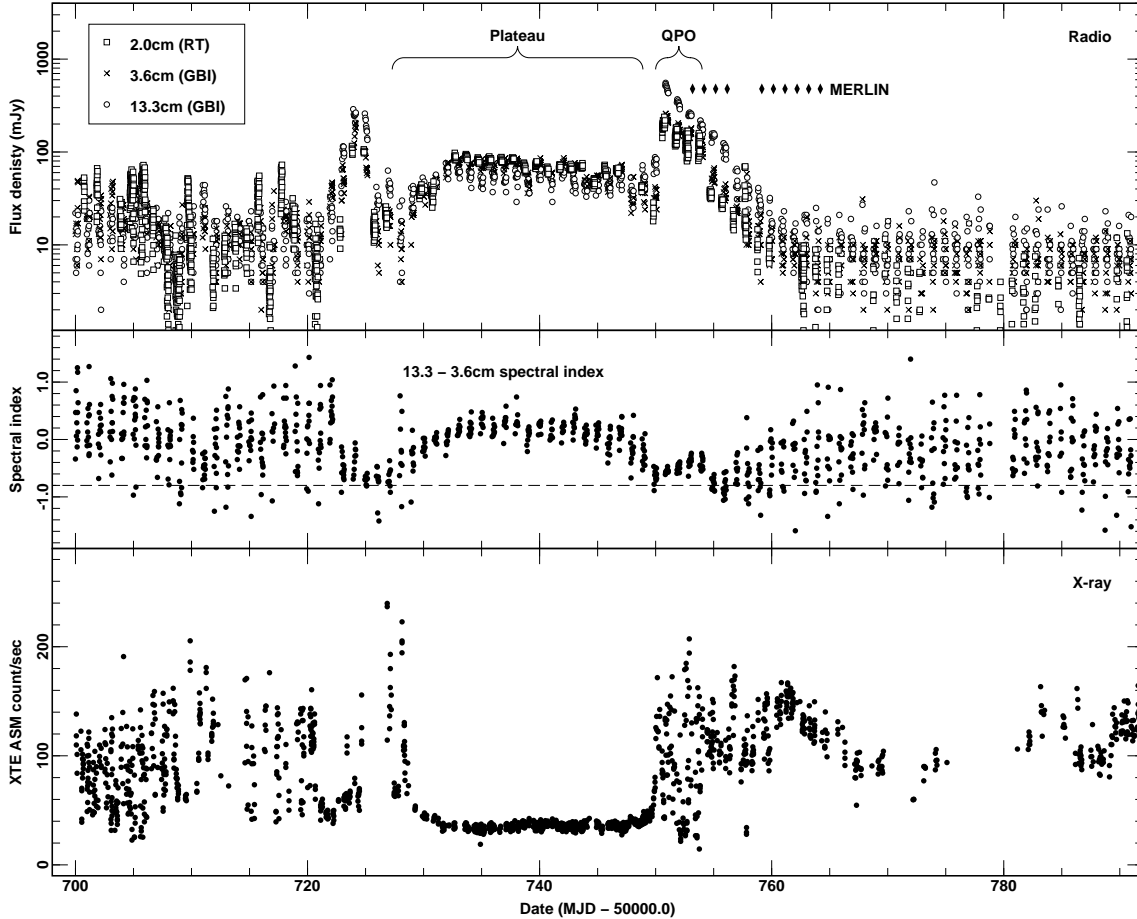 Plateau
QPO
Radio
2.0cm (RT)
3.6cm (GBI)
13.3cm (GBI)
MERLIN
1000
100
10
Flux denisty (mJy)
13.3 − 3.6cm spectral index
1.0
0.0
-1.0
Spectral index
X-ray
200
100
0
XTE ASM count/sec
700
720
740
760
780
Date (MJD − 50000.0)